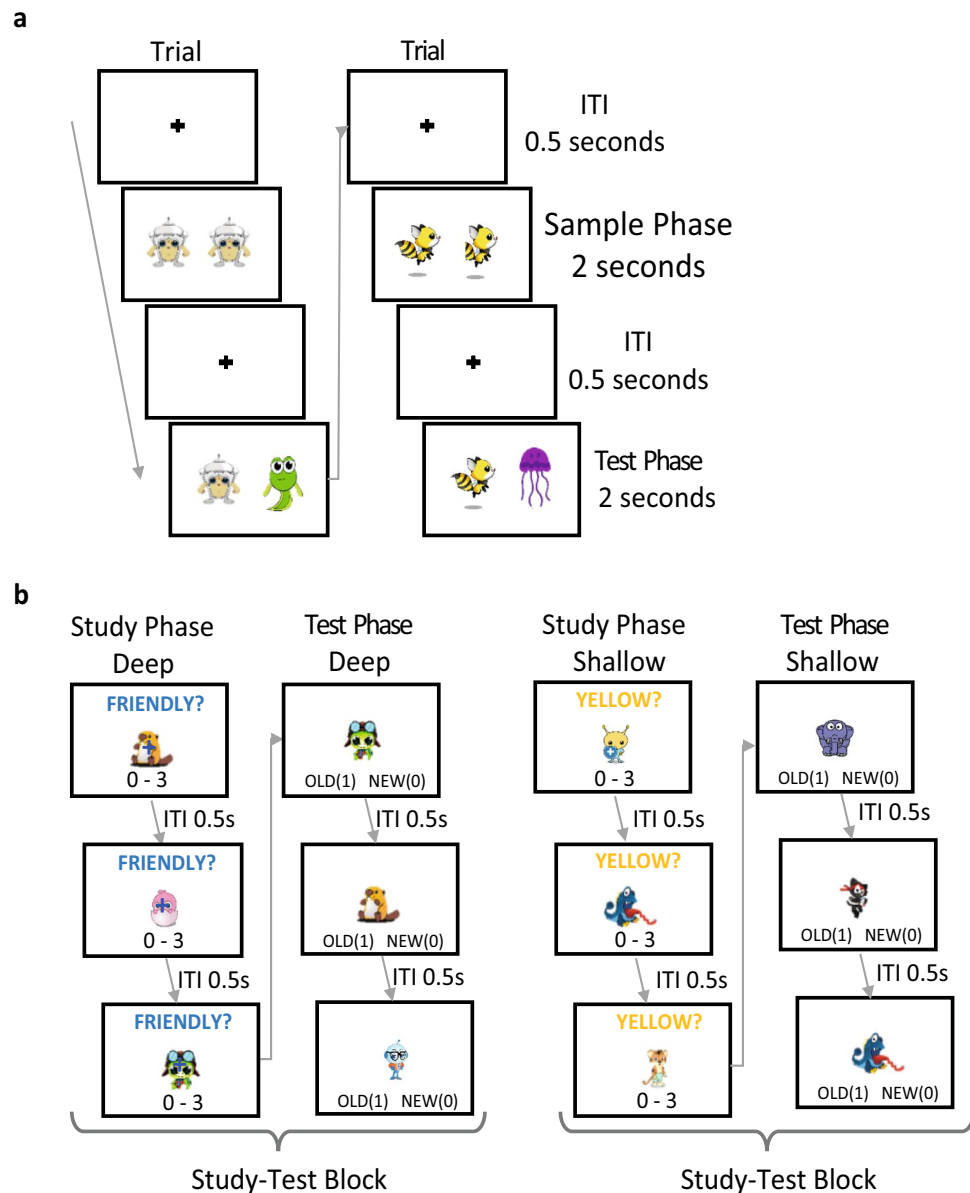 a
Trial
Trial
ITI
0.5 seconds
Sample Phase
2 seconds
ITI
0.5 seconds
Test Phase
2 seconds
b
Study Phase
Deep
Test Phase
Deep
FRIENDLY?
0 - 3
ITI 0.5s
FRIENDLY?
0 - 3
ITI 0.5s
FRIENDLY?
0 - 3
OLD(1) NEW(0)
ITI 0.5s
OLD(1) NEW(0)
ITI 0.5s
OLD(1) NEW(0)
Study-Test Block
Study Phase
Shallow
Test Phase
Shallow
YELLOW?
0 - 3
ITI 0.5s
YELLOW?
0 - 3
ITI 0.5s
YELLOW?
0 - 3
OLD(1) NEW(0)
ITI 0.5s
OLD(1) NEW(0)
ITI 0.5s
OLD(1) NEW(0)
Study-Test Block